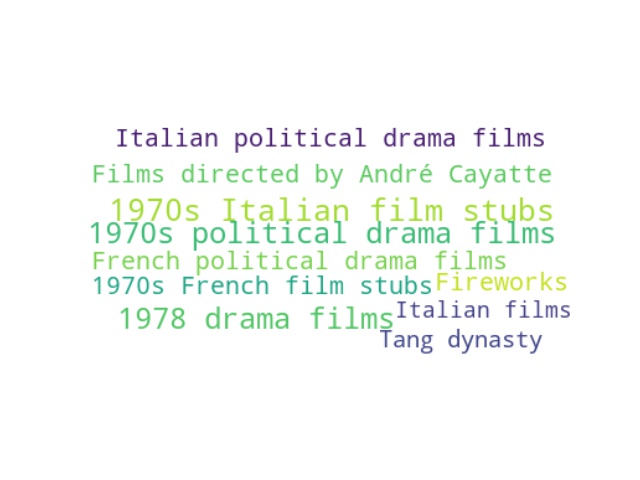 Italian political drama films
Films directed by André Cayatte
1970s Italian film stubs
1970s political drama films
French political drama films
1970s French film stubs
Fireworks
1978 drama films
Italian films
Tang dynasty